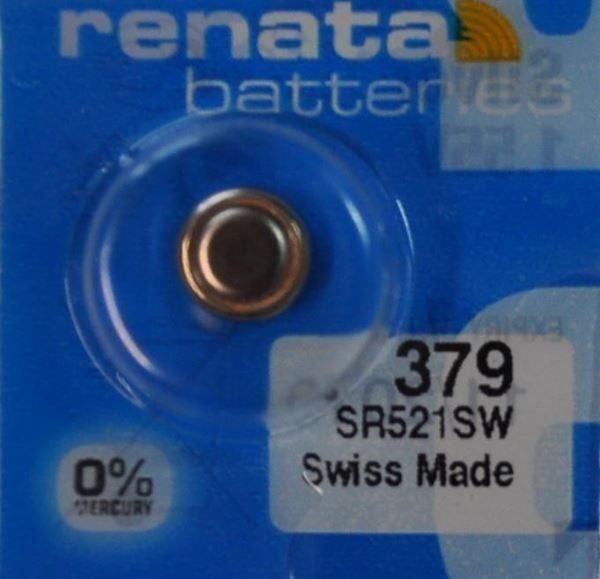 renata
batteries
379
SR521SW
Swiss Made
0%
MERCURY